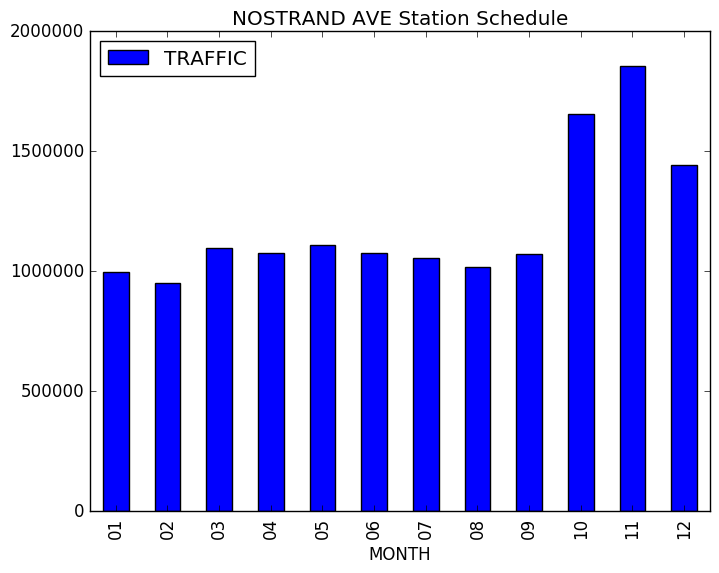 NOSTRAND AVE Station Schedule
TRAFFIC
2000000
1500000
1000000
500000
0
01 02 03 04 05 06 07 08 09 10 11 12
MONTH